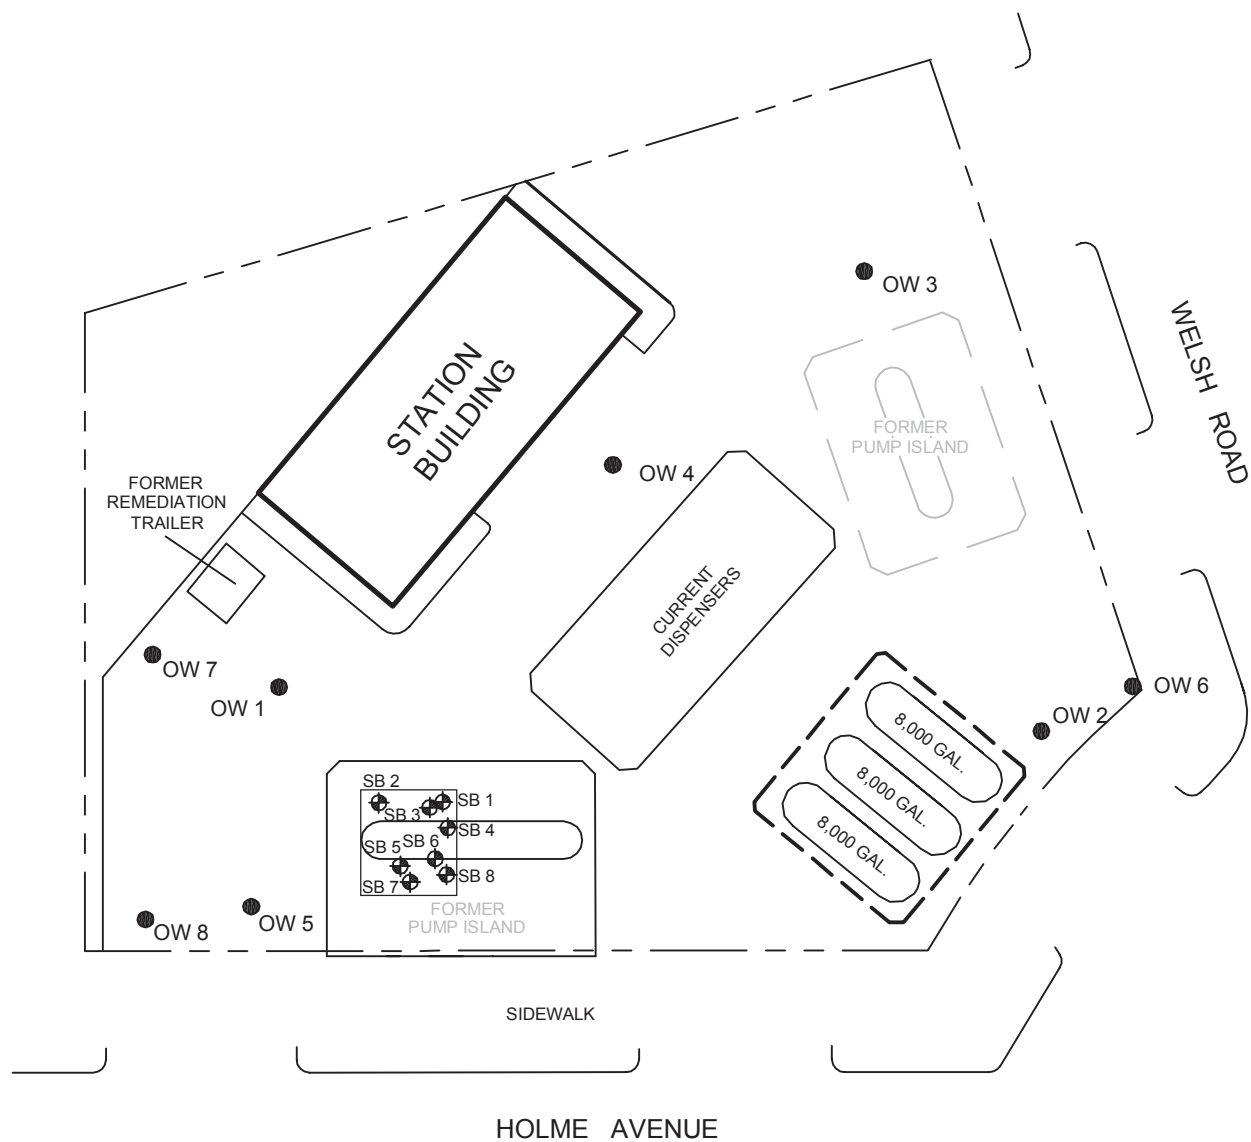 OW 3
WELSH ROAD
STATION
BUILDING
FORMER
PUMP ISLAND
OW 4
FORMER
REMEDIATION
TRAILER
CURRENT
DISPENSERS
OW 7
OW 1
OW 6
OW 2
8,000 GAL.
8,000 GAL.
8,000 GAL.
SB 2
SB 1
SB 3
SB 4
SB 5
SB 6
SB 8
SB 7
FORMER
PUMP ISLAND
OW 5
OW 8
SIDEWALK
HOLME AVENUE